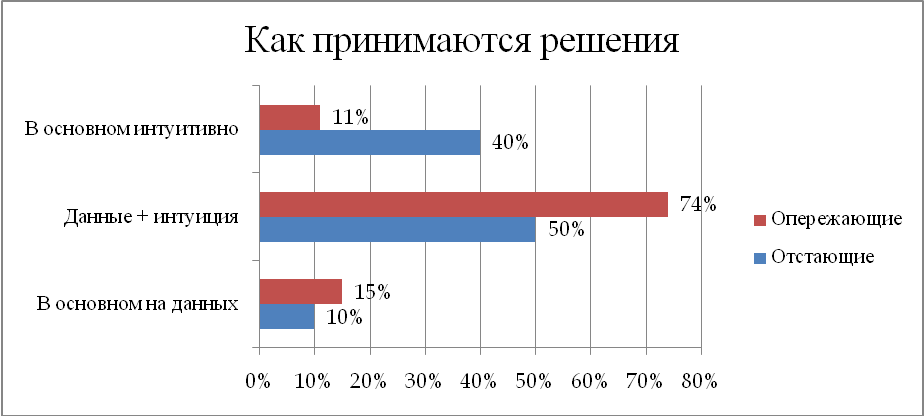 Как принимаются решения
В основном интуитивно
11%
40%
Данные + интуиция
74%
50%
В основном на данных
15%
10%
0% 10% 20% 30% 40% 50% 60% 70% 80%
Опережающие
Отстающие